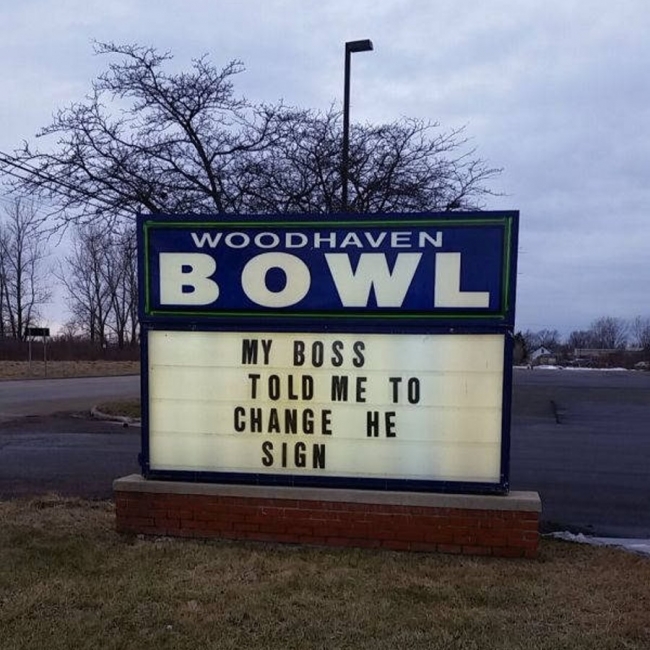 WOODHAVEN
BOWL
MY BOSS
TOLD ME TO
CHANGE HE
SIGN